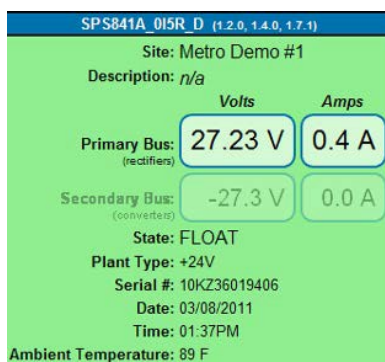 SPS841A_0I5R_D (1.2.0, 1.4.0, 1.7.1)
Site: Metro Demo #1
Description: n/a
Volts Amps
Primary Bus: 27.23 V 0.4 A
(rectifiers)
Secondary Bus: -27.3 V 0.0 A
(converters)
State: FLOAT
Plant Type: +24V
Serial #: 10KZ36019406
Date: 03/08/2011
Time: 01:37PM
Ambient Temperature: 89 F